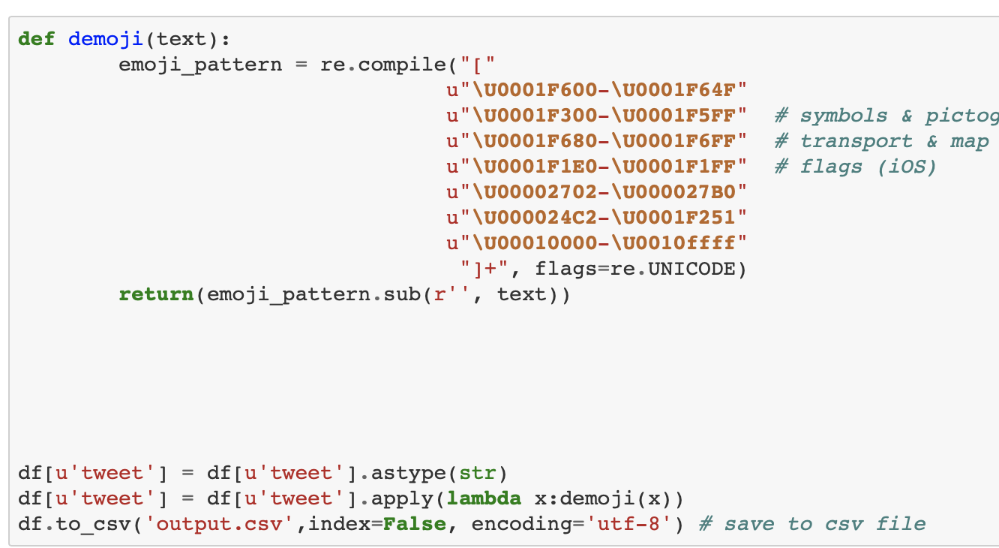 def demoji(text):
        emoji_pattern = re.compile("["
                                  u"\U0001F600-\U0001F64F"
                                  u"\U0001F300-\U0001F5FF"  # symbols &
                                  u"\U0001F680-\U0001F6FF"  # transport & map
                                  u"\U0001F1E0-\U0001F1FF"  # flags (iOS)
                                  u"\U00002702-\U000027B0"
                                  u"\U000024C2-\U0001F251"
                                  u"\U00010000-\U0010ffff"
                                   "]+", flags=re.UNICODE)
        return(emoji_pattern.sub(r'', text))
df[u'tweet'] = df[u'tweet'].astype(str)
df[u'tweet'] = df[u'tweet'].apply(lambda x:demoji(x))
df.to_csv('output.csv',index=False, encoding='utf-8') # save to csv file